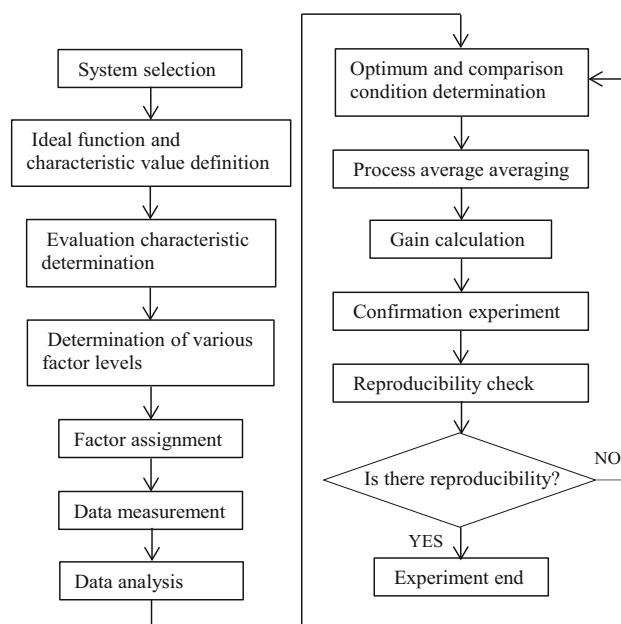 System selection
Ideal function and
characteristic value definition
Evaluation characteristic
determination
Determination of various
factor levels
Factor assignment
Data measurement
Data analysis
Optimum and comparison
condition determination
Process average averaging
Gain calculation
Confirmation experiment
Reproducibility check
Is there reproducibility?
NO
YES
Experiment end